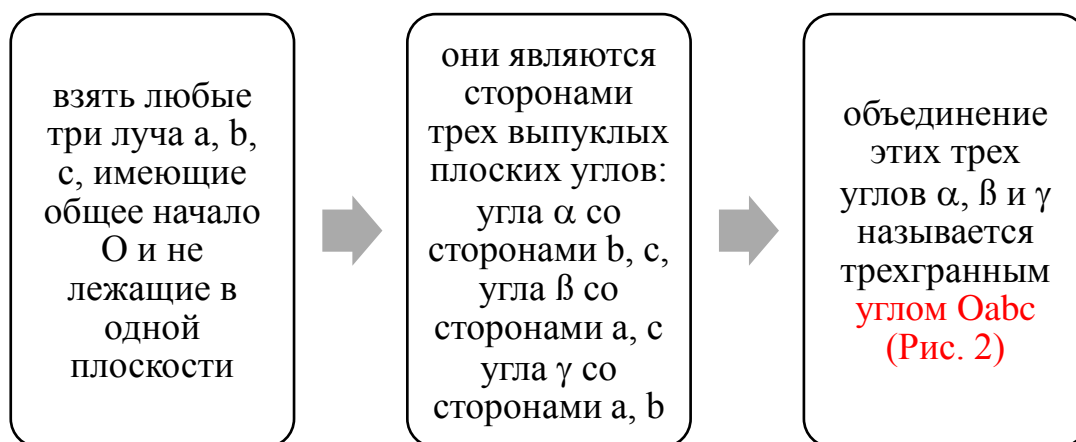 взять любые
три луча a, b,
c, имеющие
общее начало
O и не
лежащие в
одной
плоскости
они являются
сторонами
трех выпуклых
плоских углов:
угла α со
сторонами b, c,
угла ß со
сторонами a, c
угла γ со
сторонами a, b
объединение
этих трех
углов α, ß и γ
называется
трехгранным
углом Oabc
(Рис. 2)